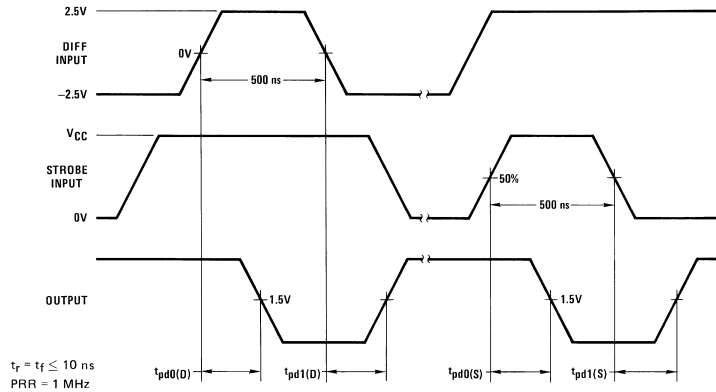 2.5V
DIFF
INPUT
0V
500 ns
−2.5V
VCC
STROBE
INPUT
50%
500 ns
0V
OUTPUT
1.5V
1.5V
tr = tf ≤ 10 ns
PRR = 1 MHz
tpd0(D)
tpd1(D)
tpd0(S)
tpd1(S)